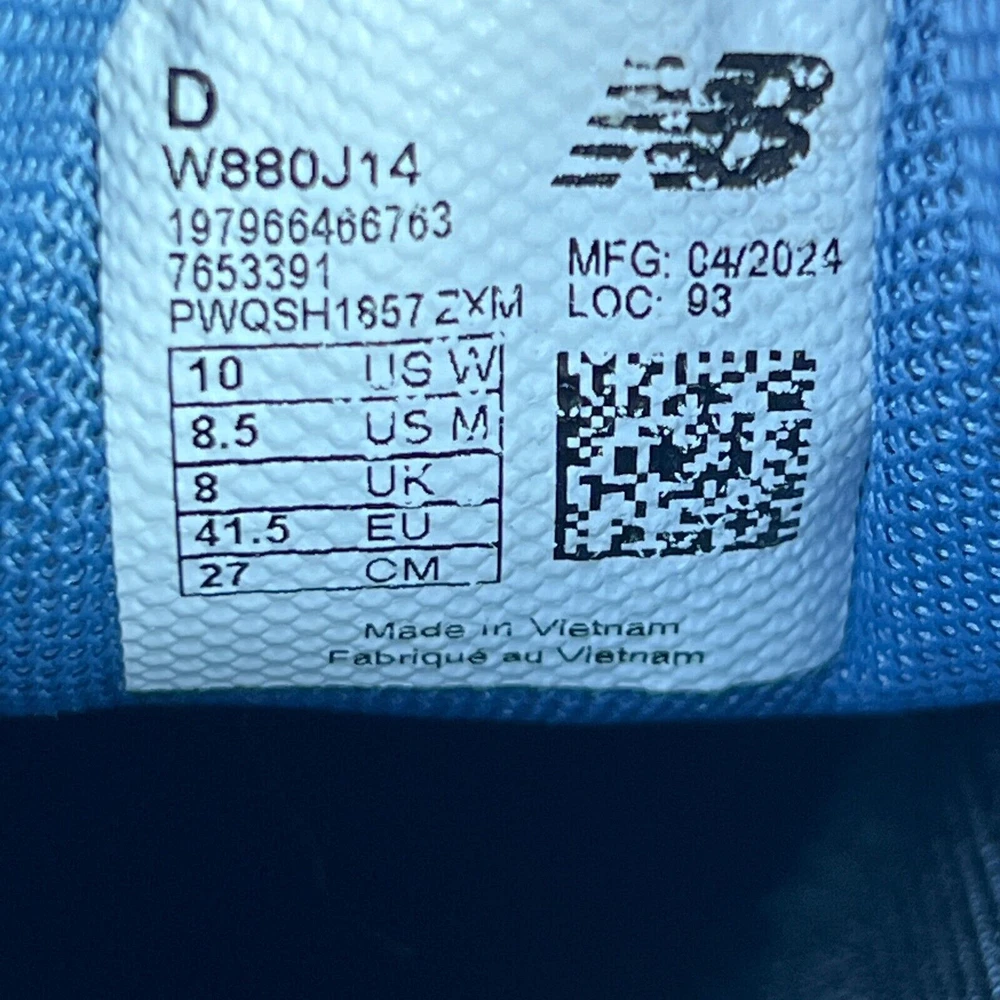 D
W880J14
197966466763
7653391
PWQSH1857 ZXM
NB
MFG: 04/2024
LOC: 93
10 US W
8.5 US M
8 UK
41.5 EU
27 CM
Made in Vietnam
Fabriqué au Vietnam